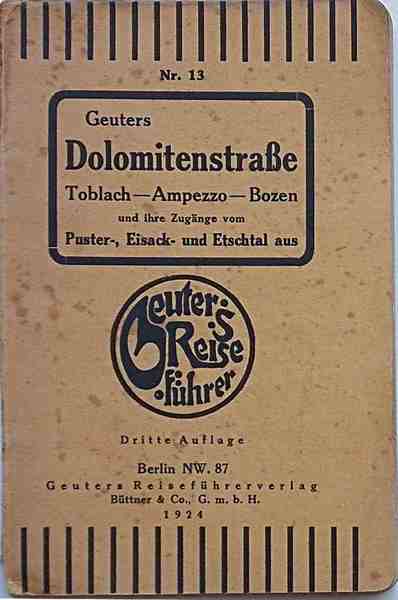 Nr. 13
Geuters
Dolomitenstraße
Toblach—Ampezzo—Bozen
und ihre Zugänge vom
Puster-, Eisack- und Etschtal aus
Geuter's
Reise
führer
Dritte Auflage
Berlin NW. 87
Geuters Reiseführerverlag
Büttner & Co., G. m. b. H.
1924